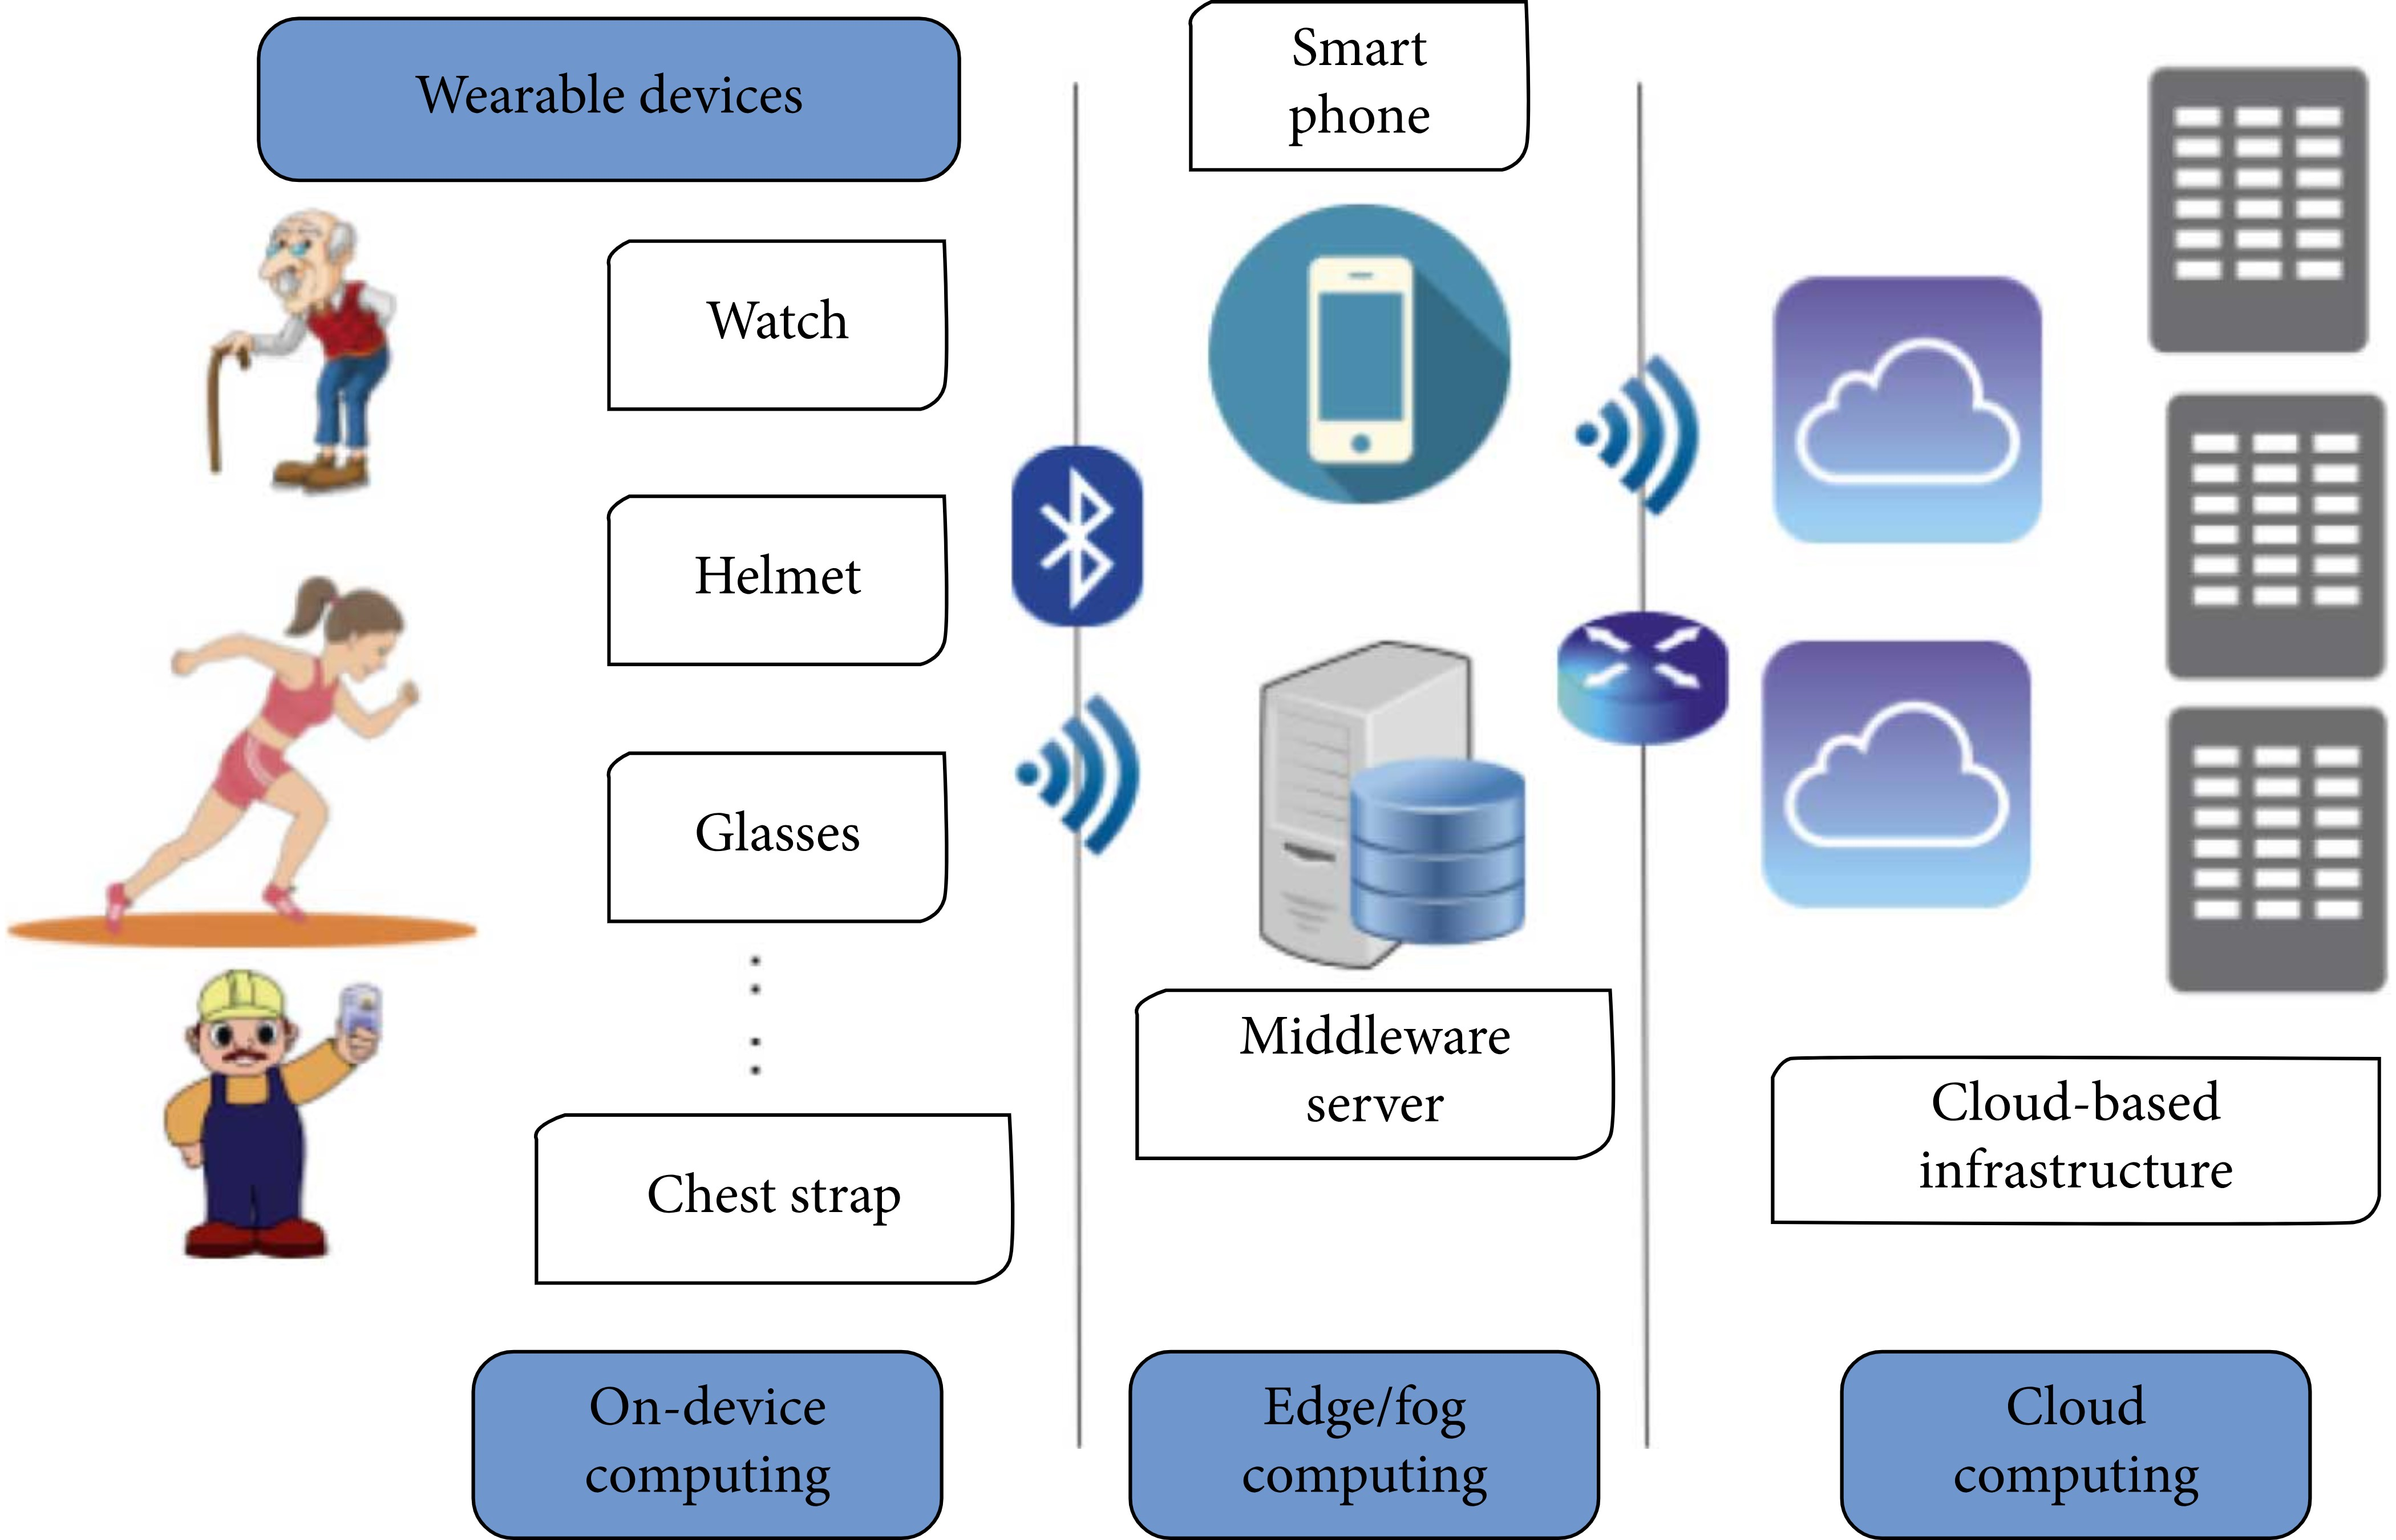 Wearable devices
Watch
Helmet
Glasses
Chest strap
On-device
computing
Smart
phone
Middleware
server
Edge/fog
computing
Cloud-based
infrastructure
Cloud
computing